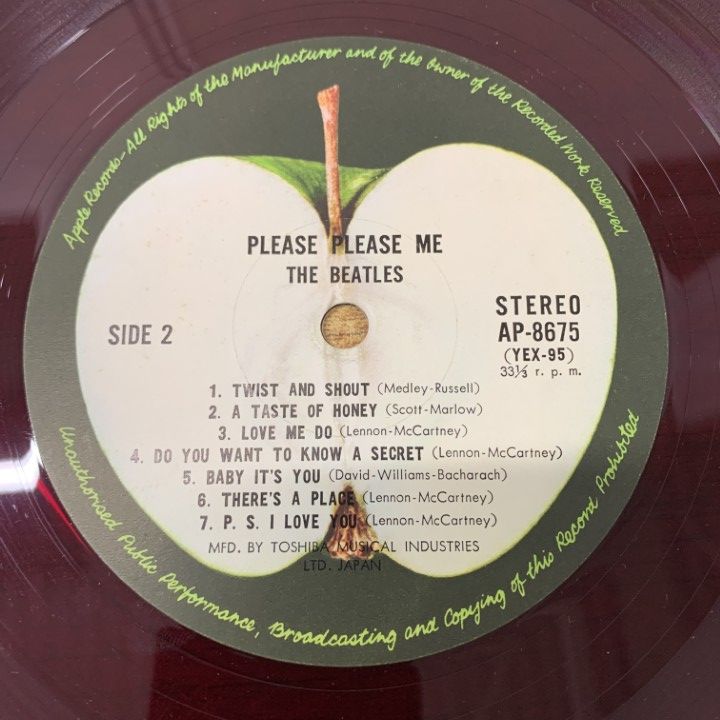 Apple Records-All Rights of the Manufacturer and of the Owner of the Recorded Work Reserved
PLEASE PLEASE ME
THE BEATLES
SIDE 2
STEREO
AP-8675
(YEX-95)
33⅓ r. p. m.
1. TWIST AND SHOUT (Medley-Russell)
2. A TASTE OF HONEY (Scott-Marlow)
3. LOVE ME DO (Lennon-McCartney)
4. DO YOU WANT TO KNOW A SECRET (Lennon-McCartney)
5. BABY IT'S YOU (David-Williams-Bacharach)
6. THERE'S A PLACE (Lennon-McCartney)
7. P. S. I LOVE YOU (Lennon-McCartney)
MFD. BY TOSHIBA MUSICAL INDUSTRIES
LTD. JAPAN
Unauthorised Public Performance, Broadcasting and Copying of this Record Prohibited